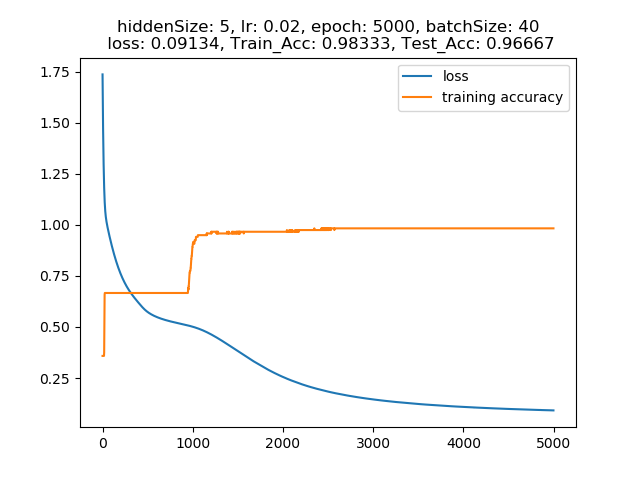 hiddenSize: 5, lr: 0.02, epoch: 5000, batchSize: 40
loss: 0.09134, Train_Acc: 0.98333, Test_Acc: 0.96667
loss
training accuracy
1.75
1.50
1.25
1.00
0.75
0.50
0.25
0 1000 2000 3000 4000 5000